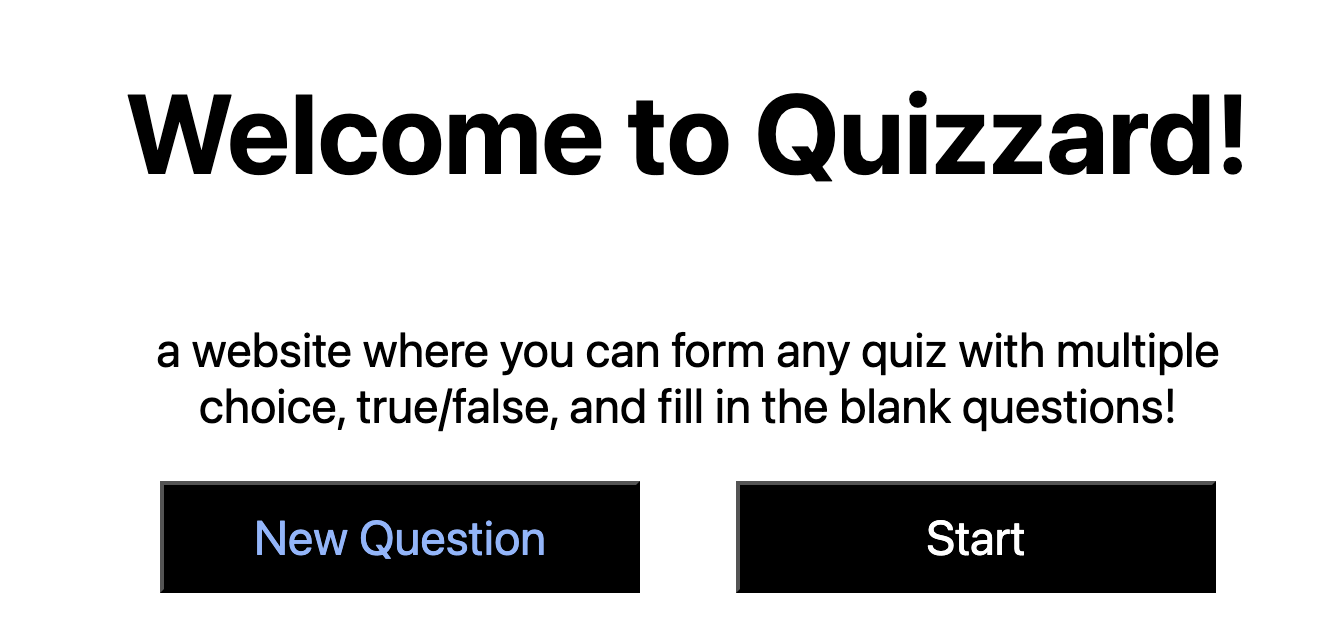 Welcome to Quizzard!
a website where you can form any quiz with multiple
choice, true/false, and fill in the blank questions!
New Question
Start